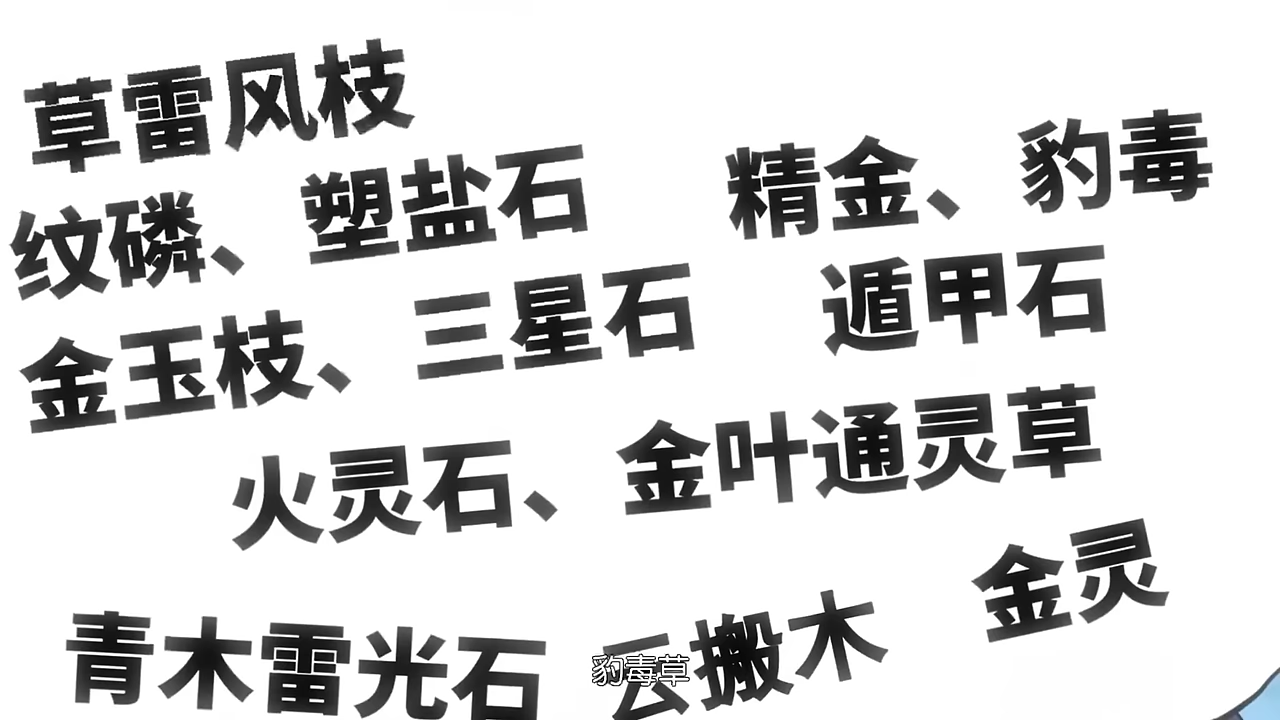 草雷风枝
纹磷、塑盐石
精金、豹毒
金玉枝、三星石
遁甲石
火灵石、金叶通灵草
金灵
青木雷光石
云搬木
豹毒草